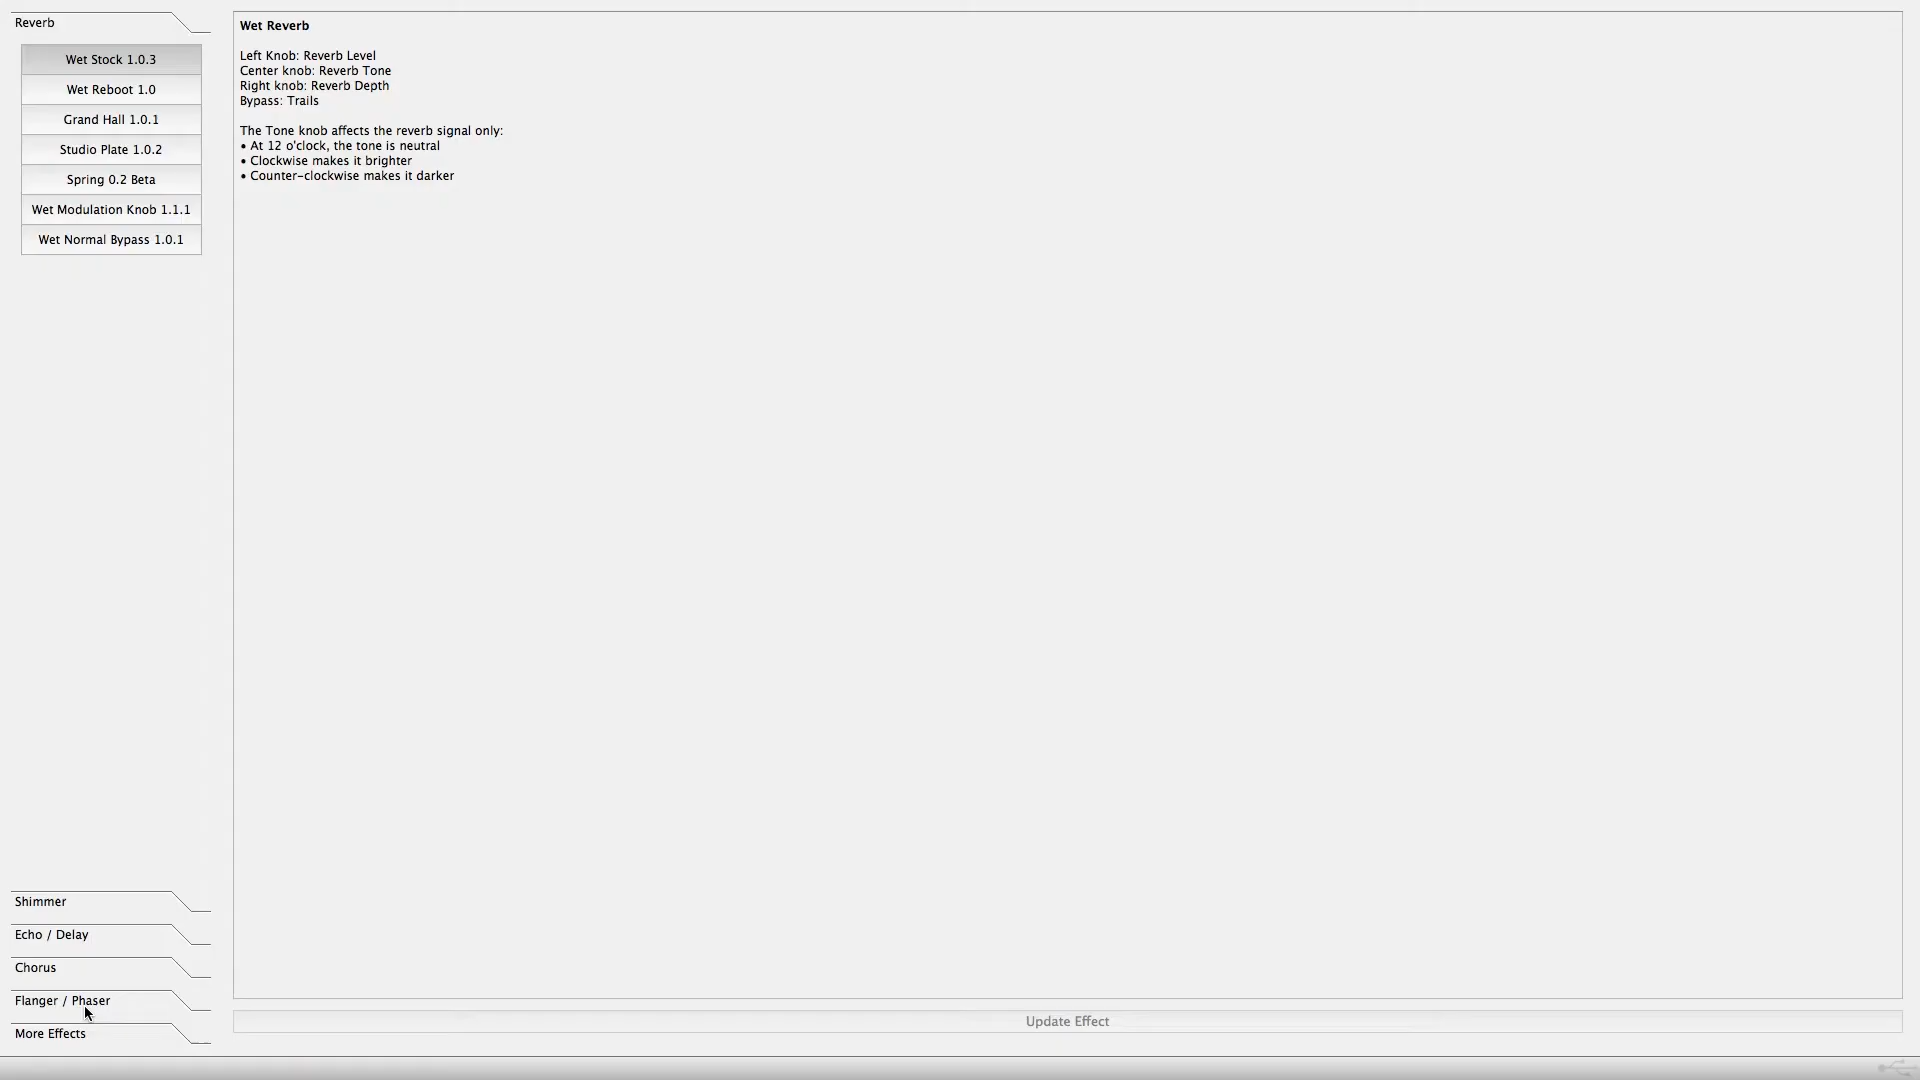 Reverb
Wet Stock 1.0.3
Wet Reboot 1.0
Grand Hall 1.0.1
Studio Plate 1.0.2
Spring 0.2 Beta
Wet Modulation Knob 1.1.1
Wet Normal Bypass 1.0.1
Shimmer
Echo / Delay
Chorus
Flanger / Phaser
More Effects
Wet Reverb
Left Knob: Reverb Level
Center knob: Reverb Tone
Right knob: Reverb Depth
Bypass: Trails
The Tone knob affects the reverb signal only:
• At 12 o'clock, the tone is neutral
• Clockwise makes it brighter
• Counter-clockwise makes it darker
Update Effect